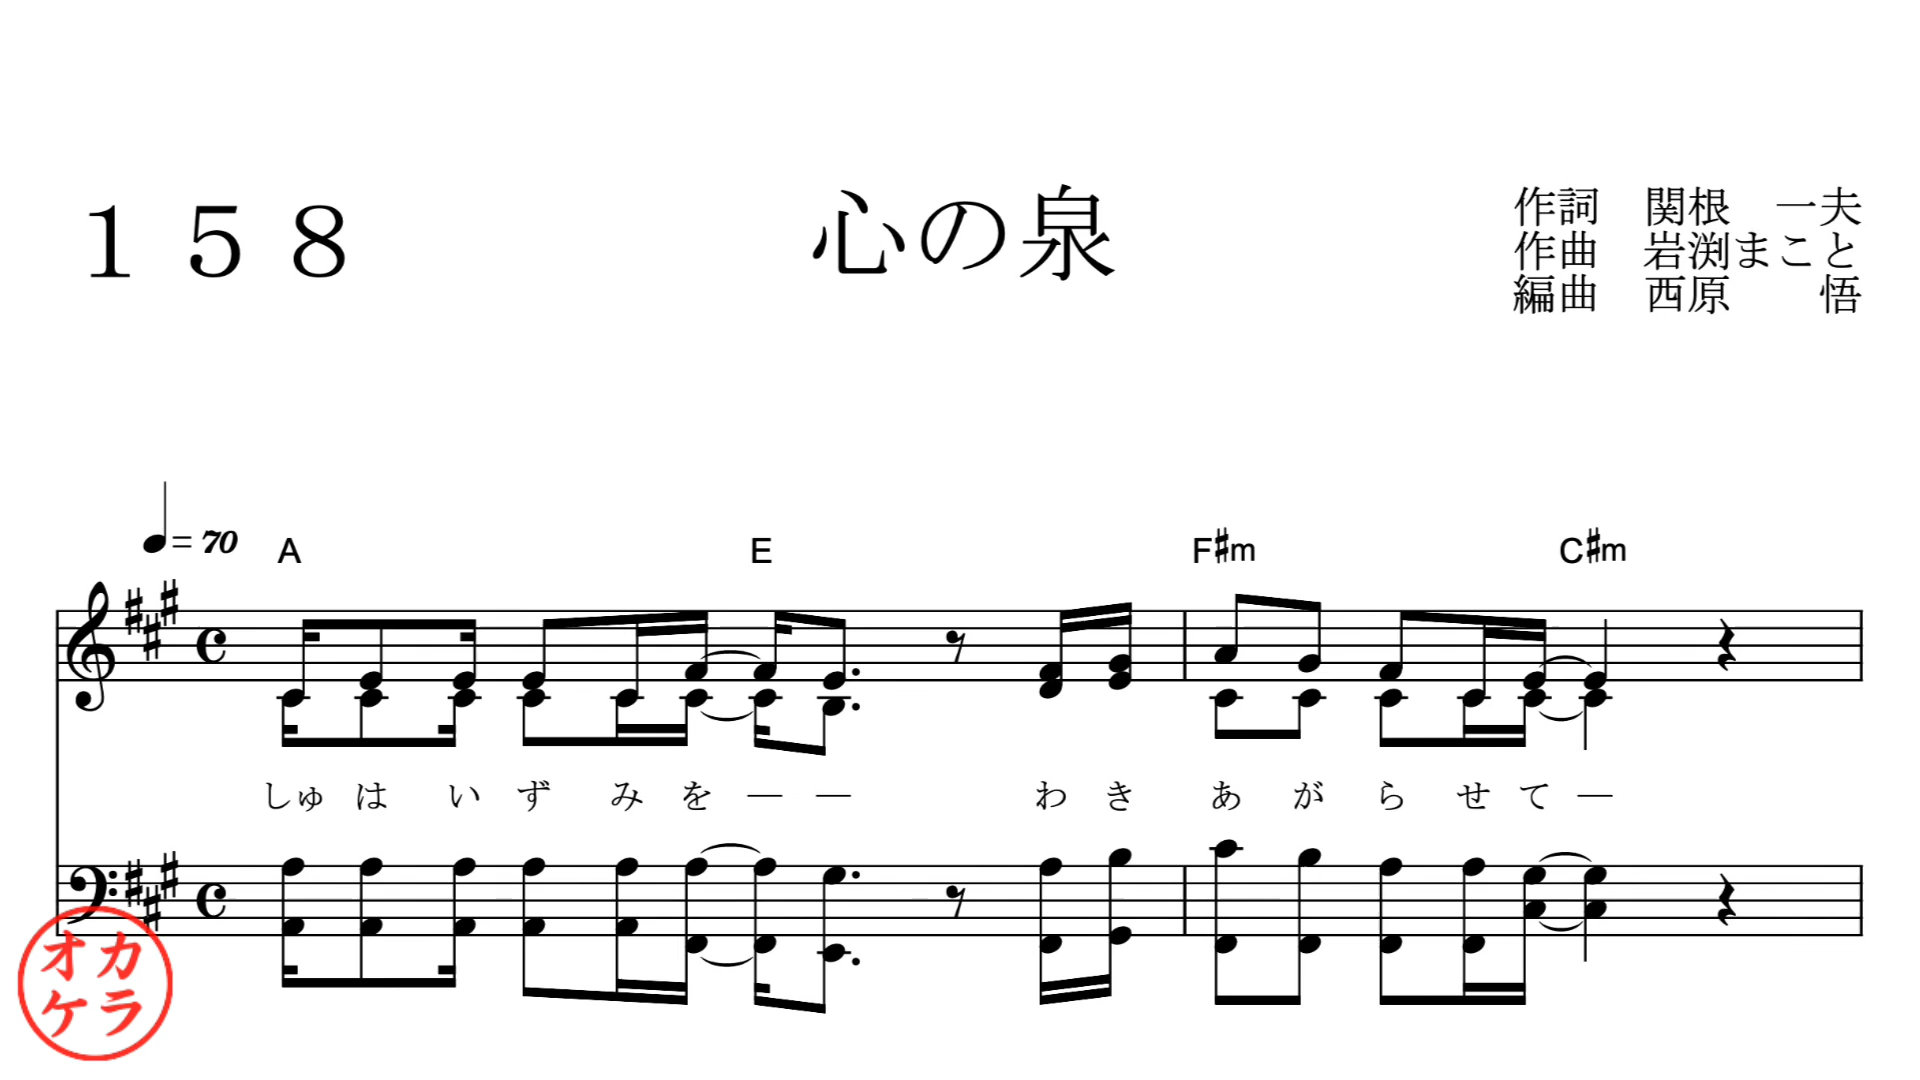 １５８
心の泉
作詞　関根　一夫
作曲　岩渕まこと
編曲　西原　　悟
= 70
A E F♯m C♯m
しゅ は い ず み を ― ― わ き あ が ら せ て ―
カラ
オケ